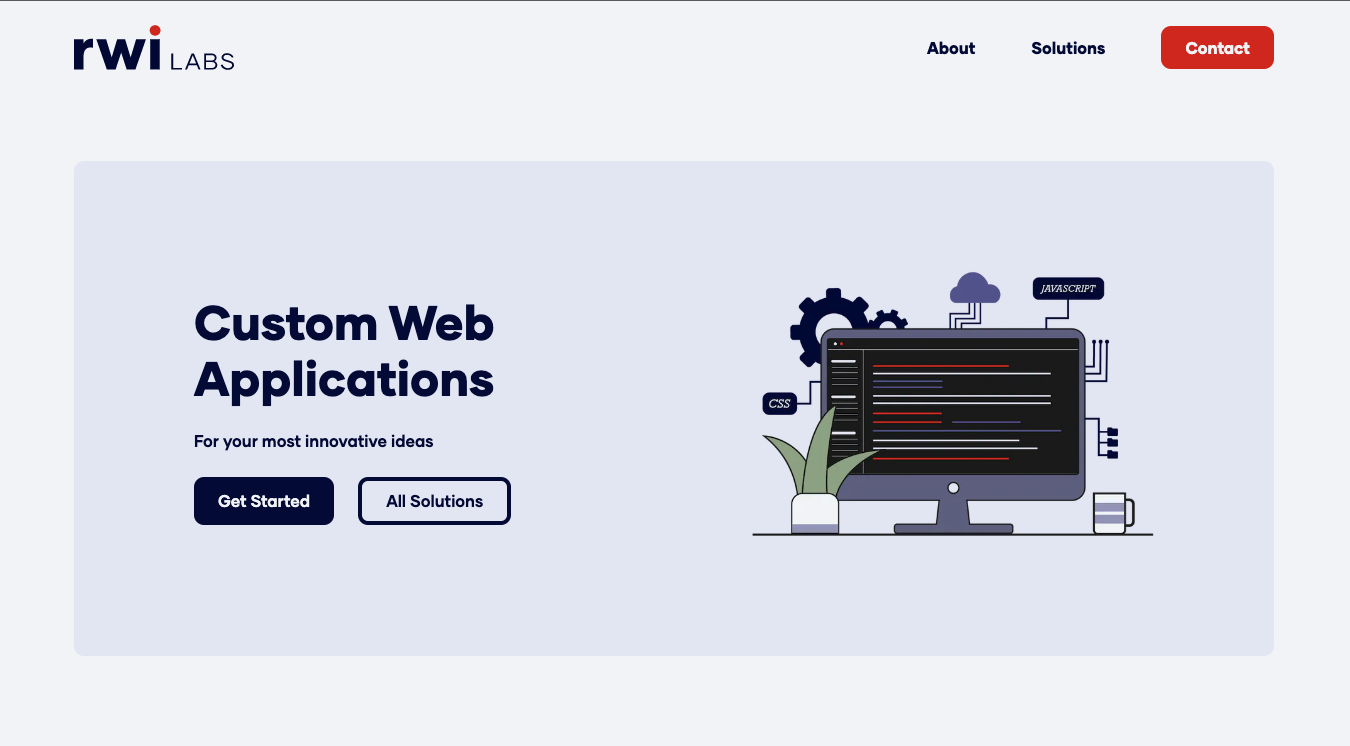 rwi LABS
About
Solutions
Contact
Custom Web
Applications
For your most innovative ideas
Get Started
All Solutions
JAVASCRIPT
CSS